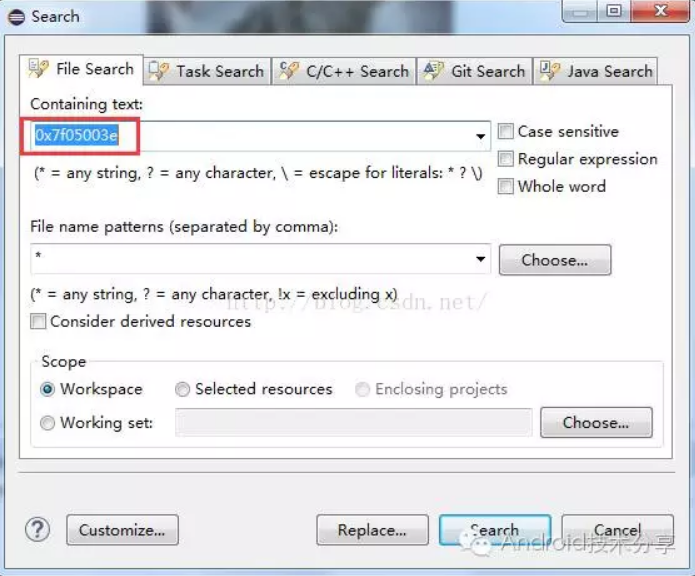 Search
File Search
Task Search
C/C++ Search
Git Search
Java Search
Containing text:
0x7f05003e
Case sensitive
(* = any string, ? = any character, \ = escape for literals: * ? \)
Regular expression
Whole word
File name patterns (separated by comma):
*
Choose...
(* = any string, ? = any character, !x = excluding x)
http://blog.csdn.net/
Consider derived resources
Scope
Workspace
Selected resources
Enclosing projects
Working set:
Choose...
?
Customize...
Replace...
Search
Cancel
Android技术分享